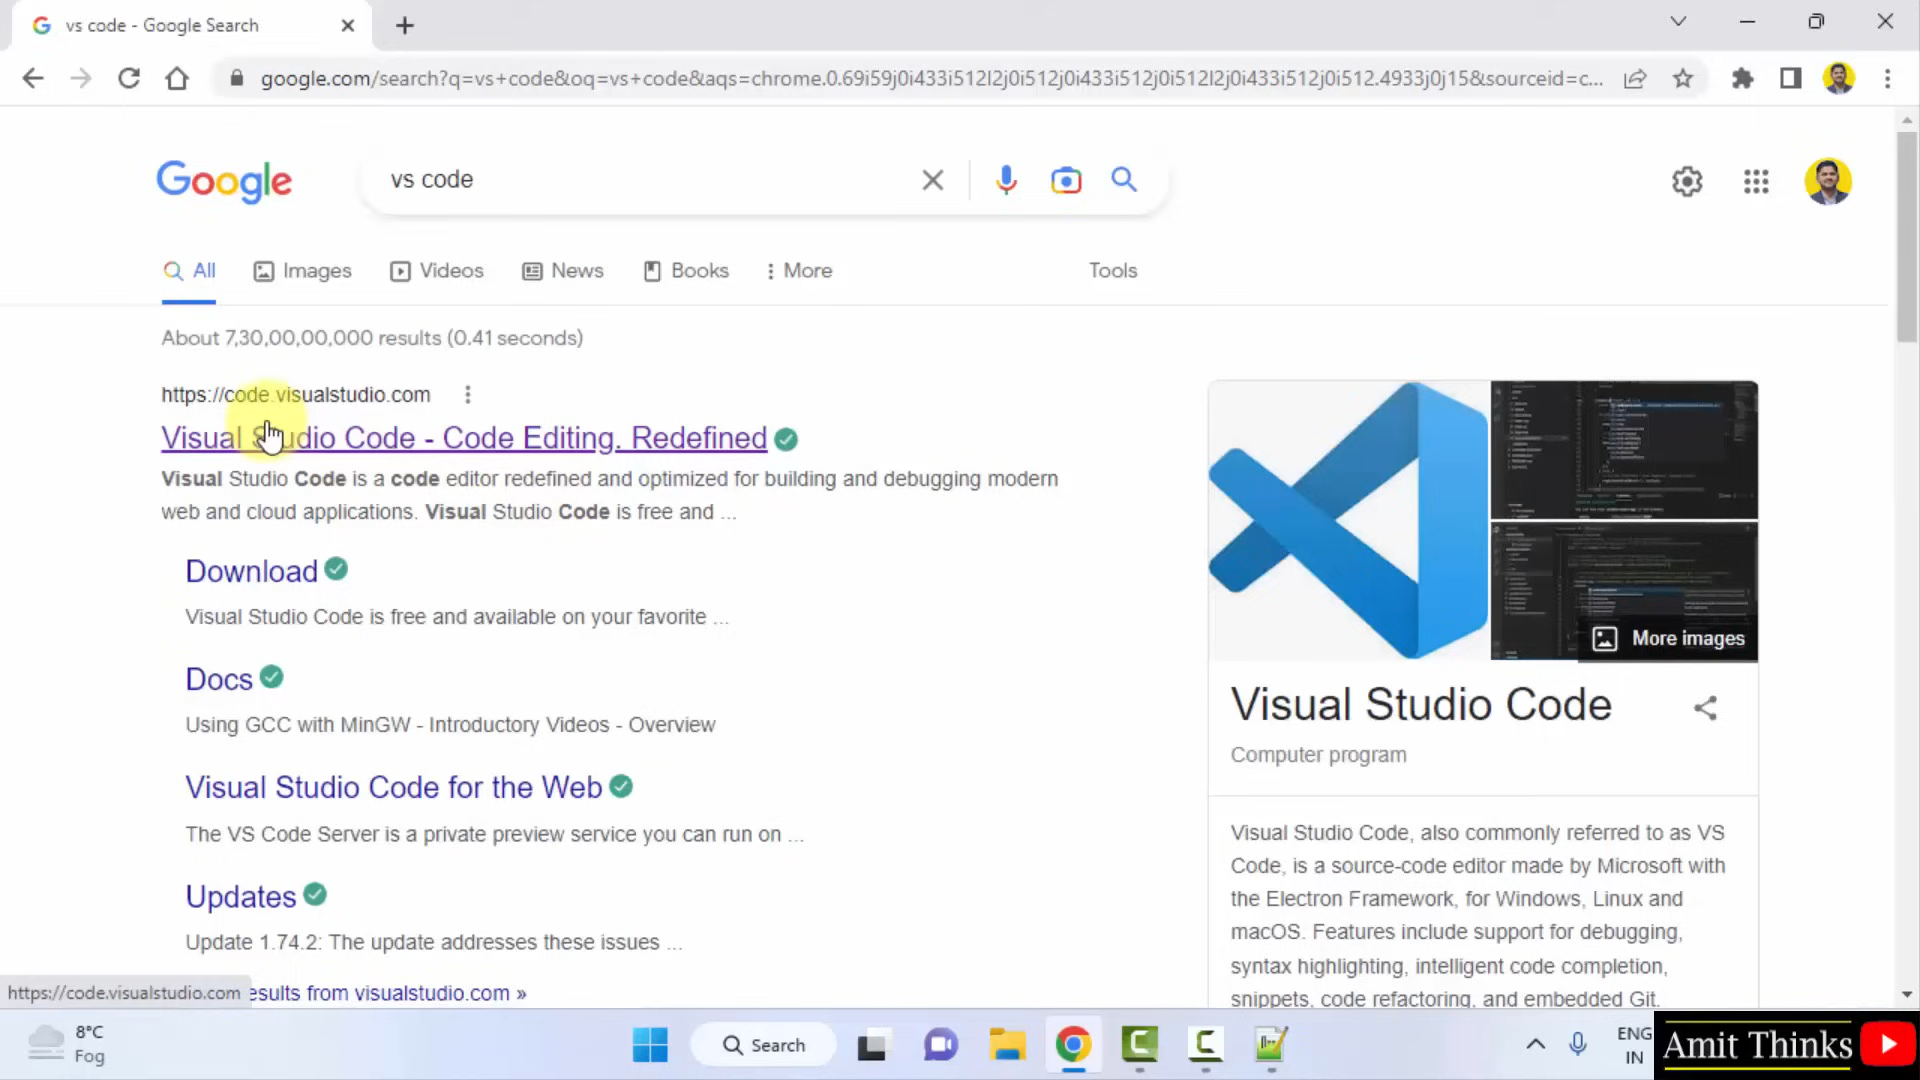 vs code - Google Search
google.com/search?q=vs+code&oq=vs+code&aqs=chrome.0.69i59j0i433i512l2j0i512j0i433i512j0i512l2j0i433i512j0i512.4933j0j15&sourceid=c...
Google
vs code
All
Images
Videos
News
Books
More
Tools
About 7,30,00,00,000 results (0.41 seconds)
https://code.visualstudio.com
Visual Studio Code - Code Editing. Redefined
Visual Studio Code is a code editor redefined and optimized for building and debugging modern
web and cloud applications. Visual Studio Code is free and ...
Download
Visual Studio Code is free and available on your favorite ...
Docs
Using GCC with MinGW - Introductory Videos - Overview
Visual Studio Code for the Web
The VS Code Server is a private preview service you can run on ...
Updates
Update 1.74.2: The update addresses these issues ...
https://code.visualstudio.com
esults from visualstudio.com »
More images
Visual Studio Code
Computer program
Visual Studio Code, also commonly referred to as VS
Code, is a source-code editor made by Microsoft with
the Electron Framework, for Windows, Linux and
macOS. Features include support for debugging,
syntax highlighting, intelligent code completion,
snippets, code refactoring, and embedded Git.
8°C
Fog
Search
ENG
IN
Amit Thinks